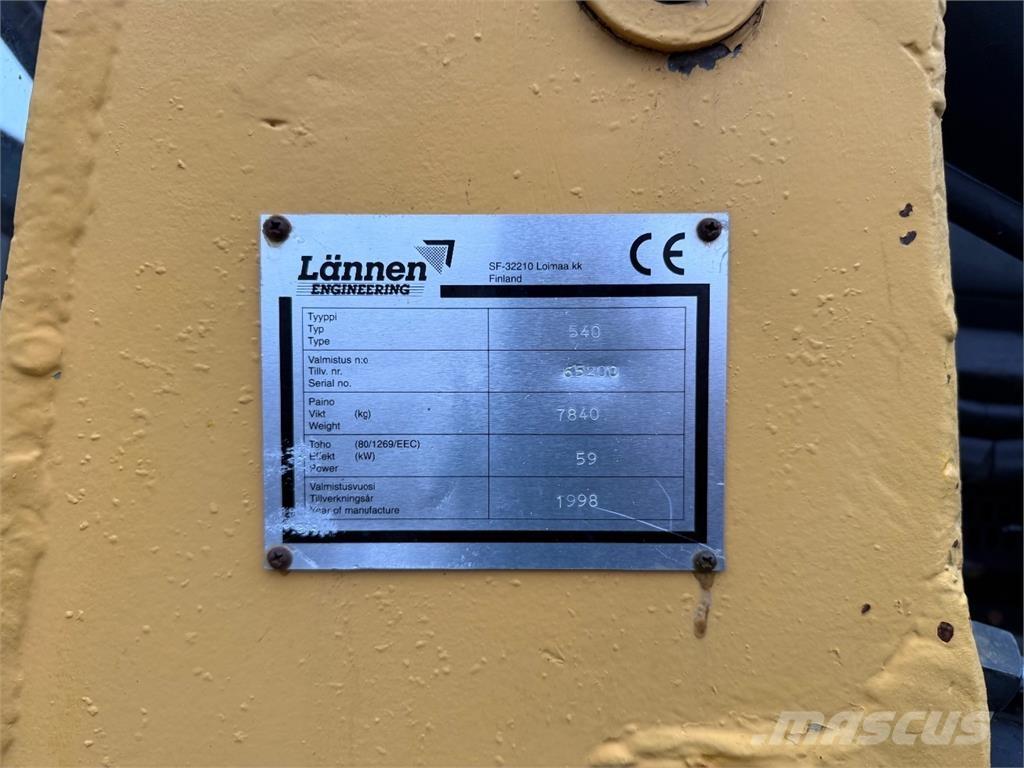 Lännen
ENGINEERING
SF-32210 Loimaa kk
Finland
CE
Tyyppi
Typ
Type
540
Valmistus n:o
Tillv. nr.
Serial no.
65200
Paino
Vikt (kg)
Weight
7840
Teho (80/1269/EEC)
Effekt (kW)
Power
59
Valmistusvuosi
Tillverkningsår
Year of manufacture
1998
MASCUS